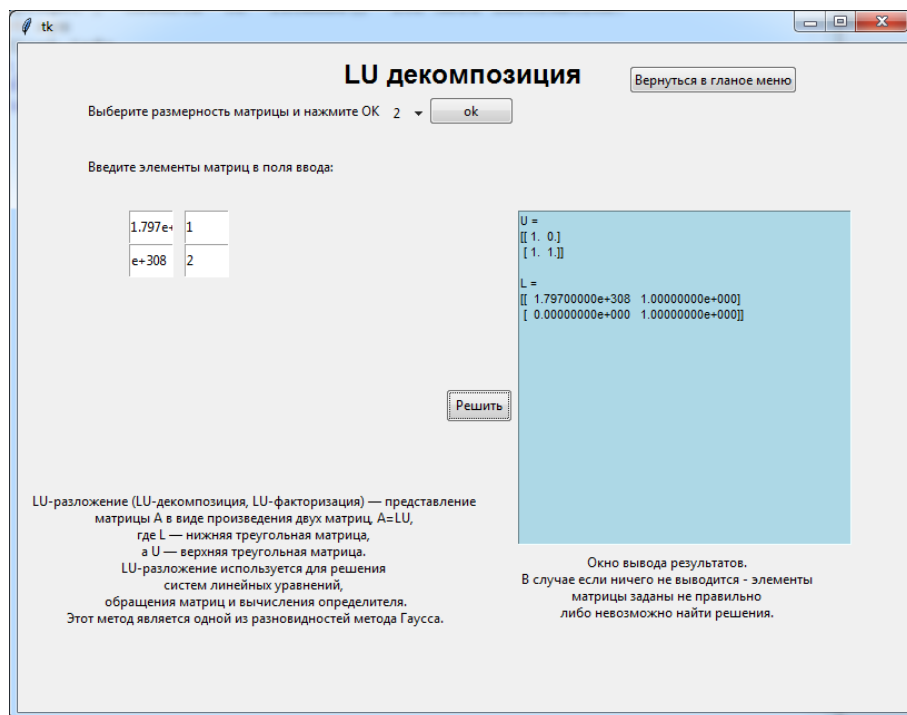 tk
LU декомпозиция
Вернуться в гланое меню
Выберите размерность матрицы и нажмите OK 2 ok
Введите элементы матриц в поля ввода:
1.797e+ 1
e+308 2
U =
[[ 1. 0.]
[ 1. 1.]]
L =
[[ 1.79700000e+308 1.00000000e+000]
[ 0.00000000e+000 1.00000000e+000]]
Решить
LU-разложение (LU-декомпозиция, LU-факторизация) — представление
матрицы A в виде произведения двух матриц, A=LU,
где L — нижняя треугольная матрица,
а U — верхняя треугольная матрица.
LU-разложение используется для решения
систем линейных уравнений,
обращения матриц и вычисления определителя.
Этот метод является одной из разновидностей метода Гаусса.
Окно вывода результатов.
В случае если ничего не выводится - элементы
матрицы заданы не правильно
либо невозможно найти решения.